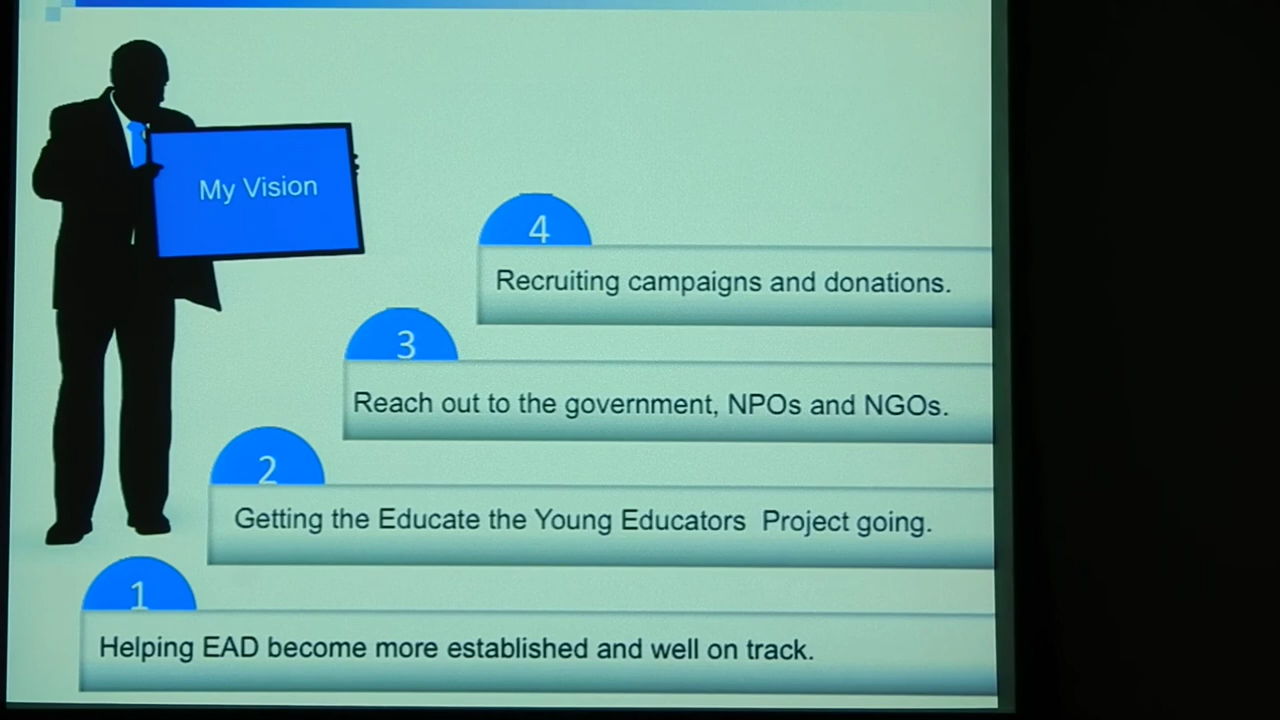 My Vision
4
Recruiting campaigns and donations.
3
Reach out to the government, NPOs and NGOs.
2
Getting the Educate the Young Educators Project going.
1
Helping EAD become more established and well on track.